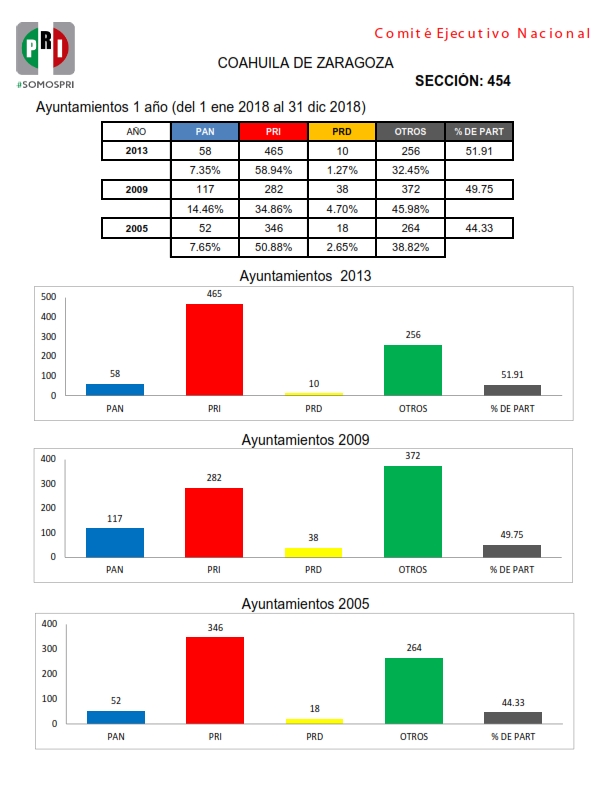 Comité Ejecutivo Nacional
PRI
#SOMOSPRI
COAHUILA DE ZARAGOZA
SECCIÓN: 454
Ayuntamientos 1 año (del 1 ene 2018 al 31 dic 2018)
AÑO PAN PRI PRD OTROS % DE PART
2013 58 465 10 256 51.91
7.35% 58.94% 1.27% 32.45%
2009 117 282 38 372 49.75
14.46% 34.86% 4.70% 45.98%
2005 52 346 18 264 44.33
7.65% 50.88% 2.65% 38.82%
Ayuntamientos 2013
500
400
300
200
100
0
58 465 10 256 51.91
PAN PRI PRD OTROS % DE PART
Ayuntamientos 2009
400
300
200
100
0
117 282 38 372 49.75
PAN PRI PRD OTROS % DE PART
Ayuntamientos 2005
400
300
200
100
0
52 346 18 264 44.33
PAN PRI PRD OTROS % DE PART